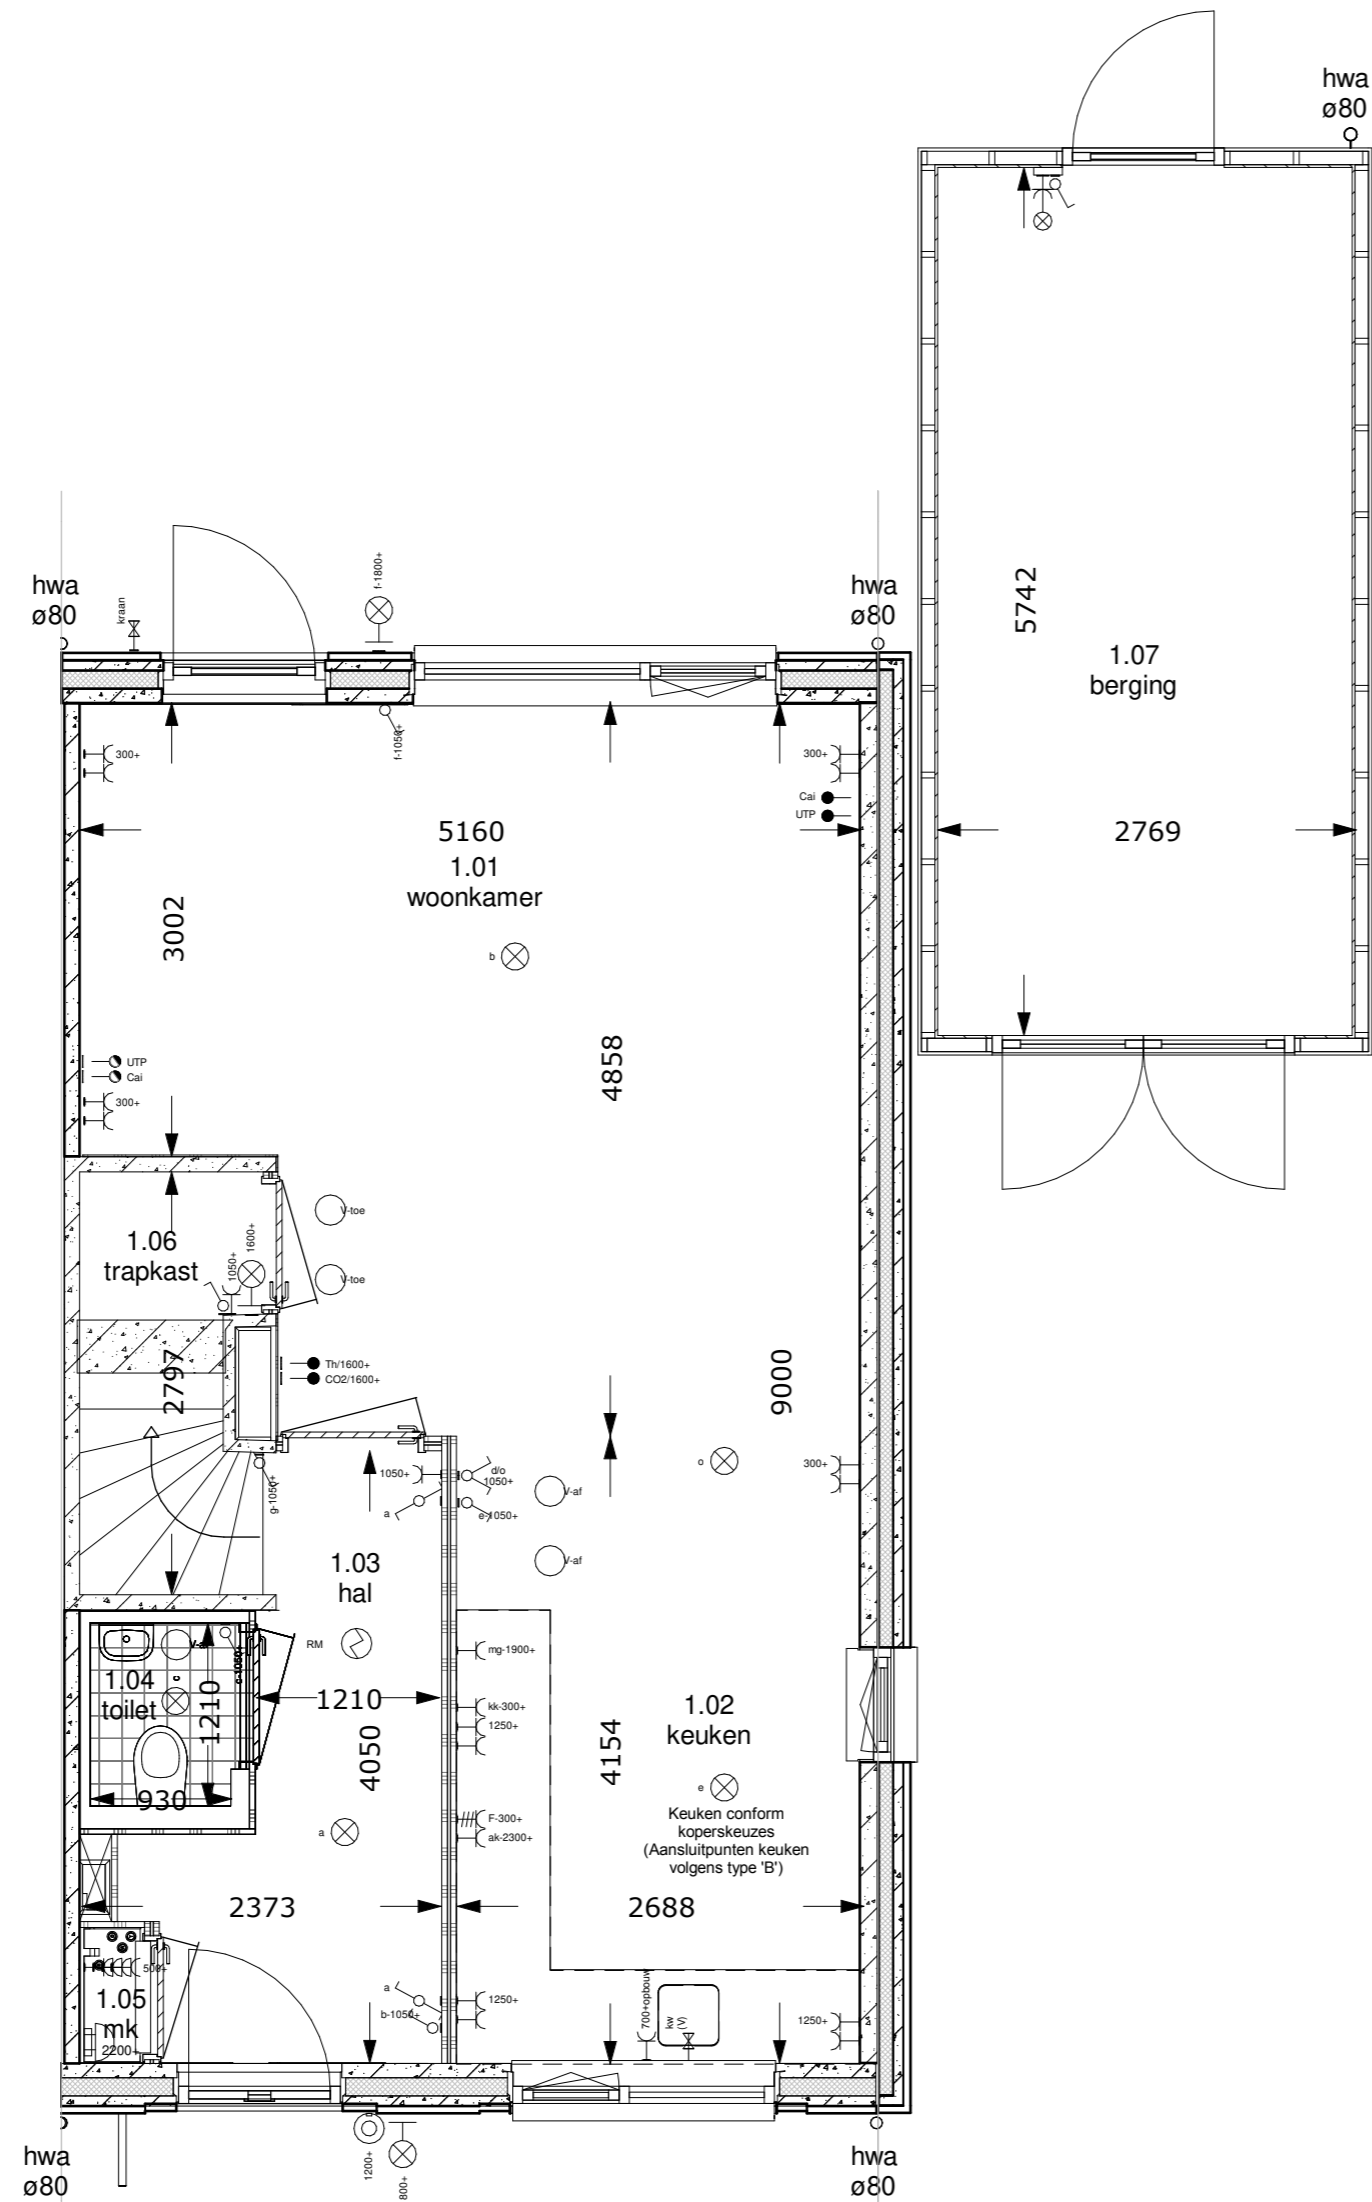 hwa
ø80
hwa
ø80
kraan
f-1800+
hwa
ø80
5742
1.07
berging
300+
f-1050+
300+
Cai
UTP
5160
1.01
woonkamer
2769
3002
b
4858
UTP
Cai
300+
1.06
trapkast
1050+
1600+
V-toe
V-toe
2797
Th/1600+
CO2/1600+
9000
g-1050+
1050+
d/o
1050+
a
e-1050+
o
300+
V-af
V-af
1.03
hal
RM
c-1050+
c
1.04
toilet
1210
930
1210
4050
mg-1900+
kk-300+
1250+
4154
1.02
keuken
e
Keuken conform
koperskeuzes
(Aansluitpunten keuken
volgens type 'B')
F-300+
ak-2300+
a
2373
2688
500+
1.05
mk
2200+
a
b-1050+
1250+
700+opbouw
kw
(V)
1250+
hwa
ø80
1200+
800+
hwa
ø80